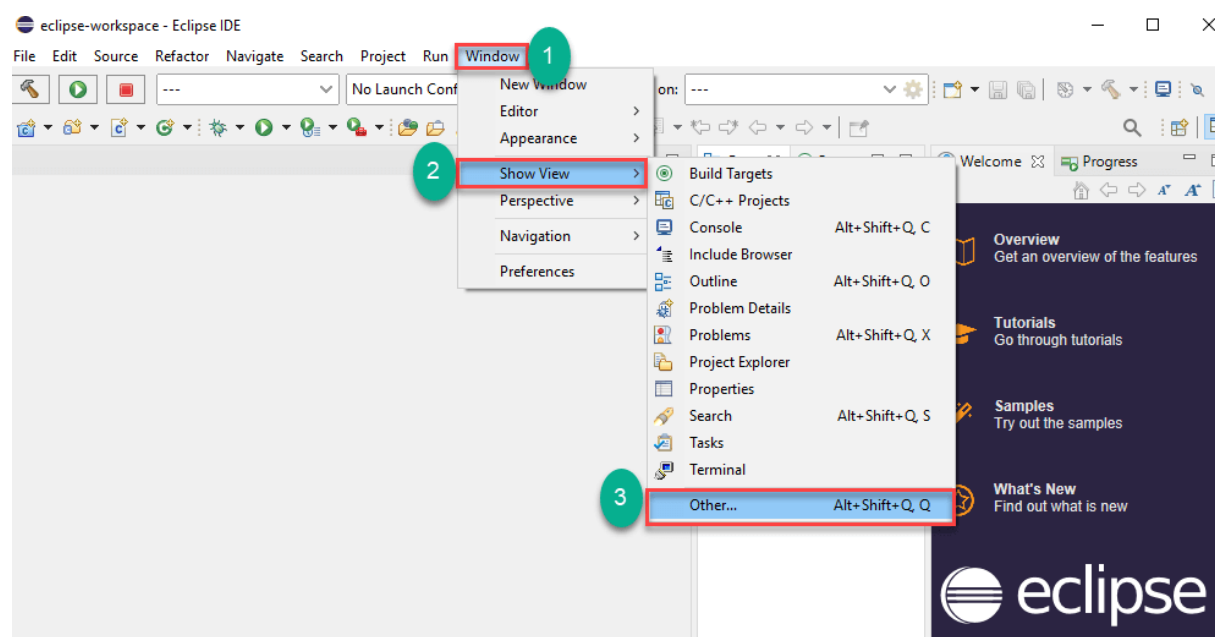 eclipse-workspace - Eclipse IDE
File Edit Source Refactor Navigate Search Project Run Window 1
--- No Launch Conf on: ---
New Window
Editor
Appearance
2 Show View
Perspective
Navigation
Preferences
Build Targets
C/C++ Projects
Console Alt+Shift+Q, C
Include Browser
Outline Alt+Shift+Q, O
Problem Details
Problems Alt+Shift+Q, X
Project Explorer
Properties
Search Alt+Shift+Q, S
Tasks
Terminal
3 Other... Alt+Shift+Q, Q
Welcome Progress
Overview
Get an overview of the features
Tutorials
Go through tutorials
Samples
Try out the samples
What's New
Find out what is new
eclipse